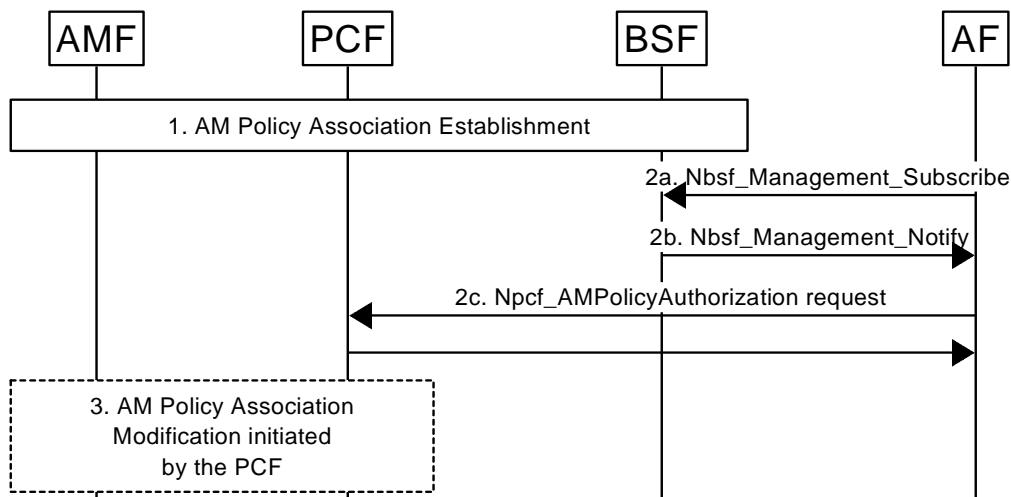 AMF
PCF
BSF
AF
1. AM Policy Association Establishment
2a. Nbsf_Management_Subscribe
2b. Nbsf_Management_Notify
2c. Npcf_AMPolicyAuthorization request
3. AM Policy Association
Modification initiated
by the PCF